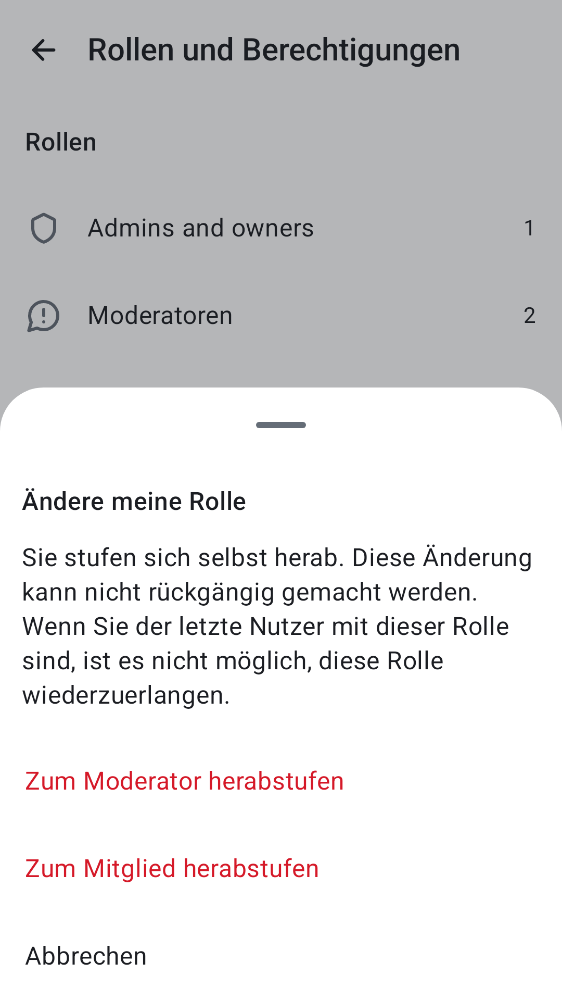 Rollen und Berechtigungen
Rollen
Admins and owners 1
Moderatoren 2
Ändere meine Rolle
Sie stufen sich selbst herab. Diese Änderung
kann nicht rückgängig gemacht werden.
Wenn Sie der letzte Nutzer mit dieser Rolle
sind, ist es nicht möglich, diese Rolle
wiederzuerlangen.
Zum Moderator herabstufen
Zum Mitglied herabstufen
Abbrechen